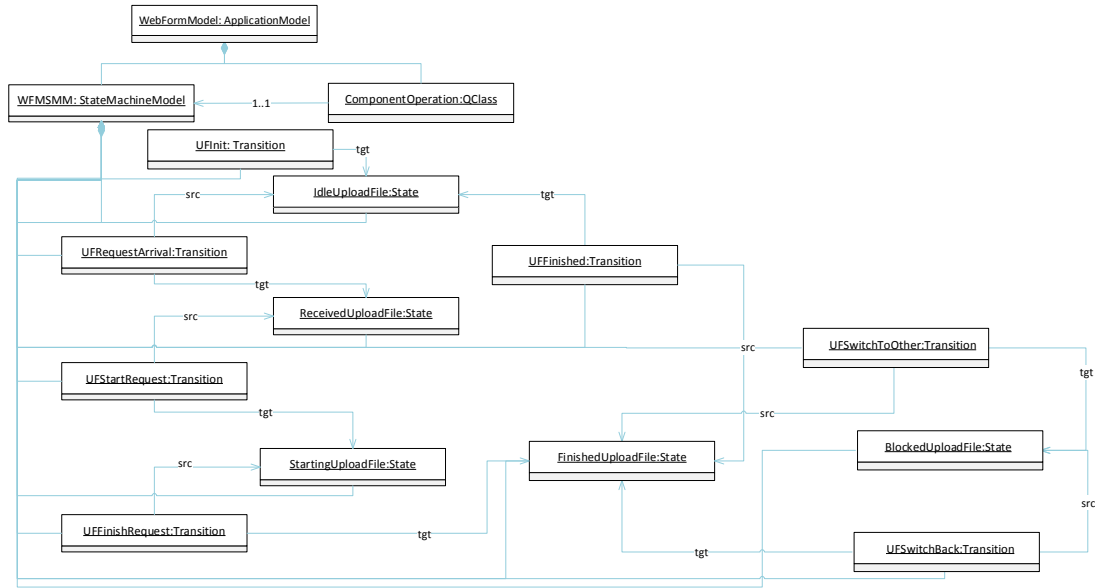 WebFormModel: ApplicationModel
WFMSMM: StateMachineModel
1..1
ComponentOperation:QClass
UFInit: Transition
tgt
IdleUploadFile:State
src
tgt
UFRequestArrival:Transition
UFFinished:Transition
tgt
ReceivedUploadFile:State
src
src
UFSwitchToOther:Transition
tgt
UFStartRequest:Transition
tgt
src
StartingUploadFile:State
src
FinishedUploadFile:State
BlockedUploadFile:State
src
UFFinishRequest:Transition
tgt
tgt
UFSwitchBack:Transition